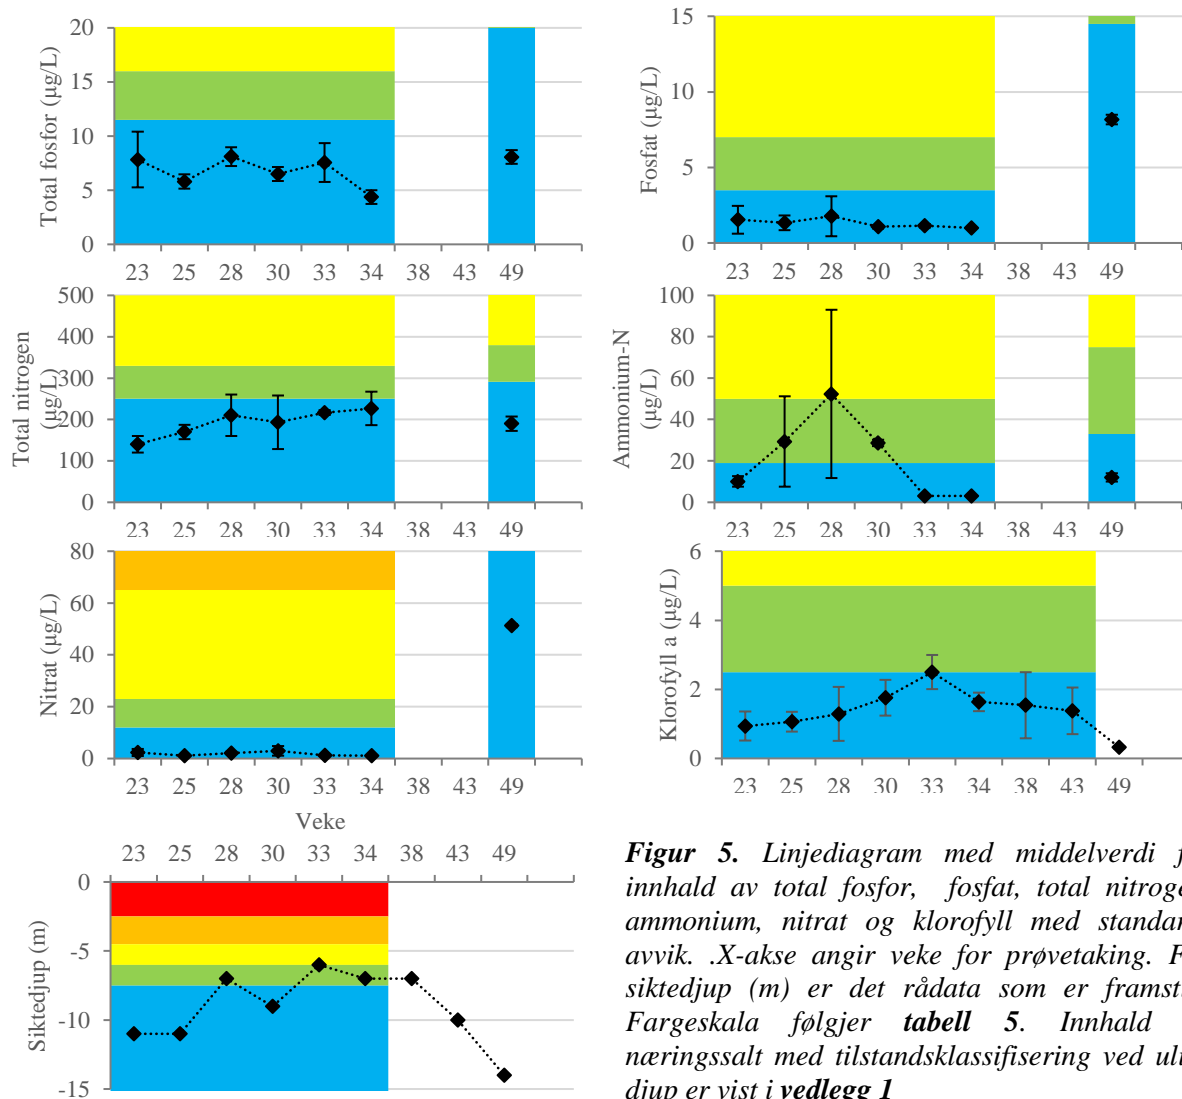 20
15
10
5
0
Total fosfor (µg/L)
23 25 28 30 33 34 38 43 49
15
10
5
0
Fosfat (µg/L)
23 25 28 30 33 34 38 43 49
500
400
300
200
100
0
Total nitrogen
(µg/L)
23 25 28 30 33 34 38 43 49
100
80
60
40
20
0
Ammonium-N
(µg/L)
23 25 28 30 33 34 38 43 49
80
60
40
20
0
Nitrat (µg/L)
23 25 28 30 33 34 38 43 49
6
4
2
0
Klorofyll a (µg/L)
23 25 28 30 33 34 38 43 49
Veke
23 25 28 30 33 34 38 43 49
0
-5
-10
-15
Siktedjup (m)
Figur 5. Linjediagram med middelverdi f
innhald av total fosfor, fosfat, total nitroge
ammonium, nitrat og klorofyll med standar
avvik. .X-akse angir veke for prøvetaking. F
siktedjup (m) er det rådata som er framst
Fargeskala følgjer tabell 5. Innhald
næringssalt med tilstandsklassifisering ved uli
djup er vist i vedlegg 1